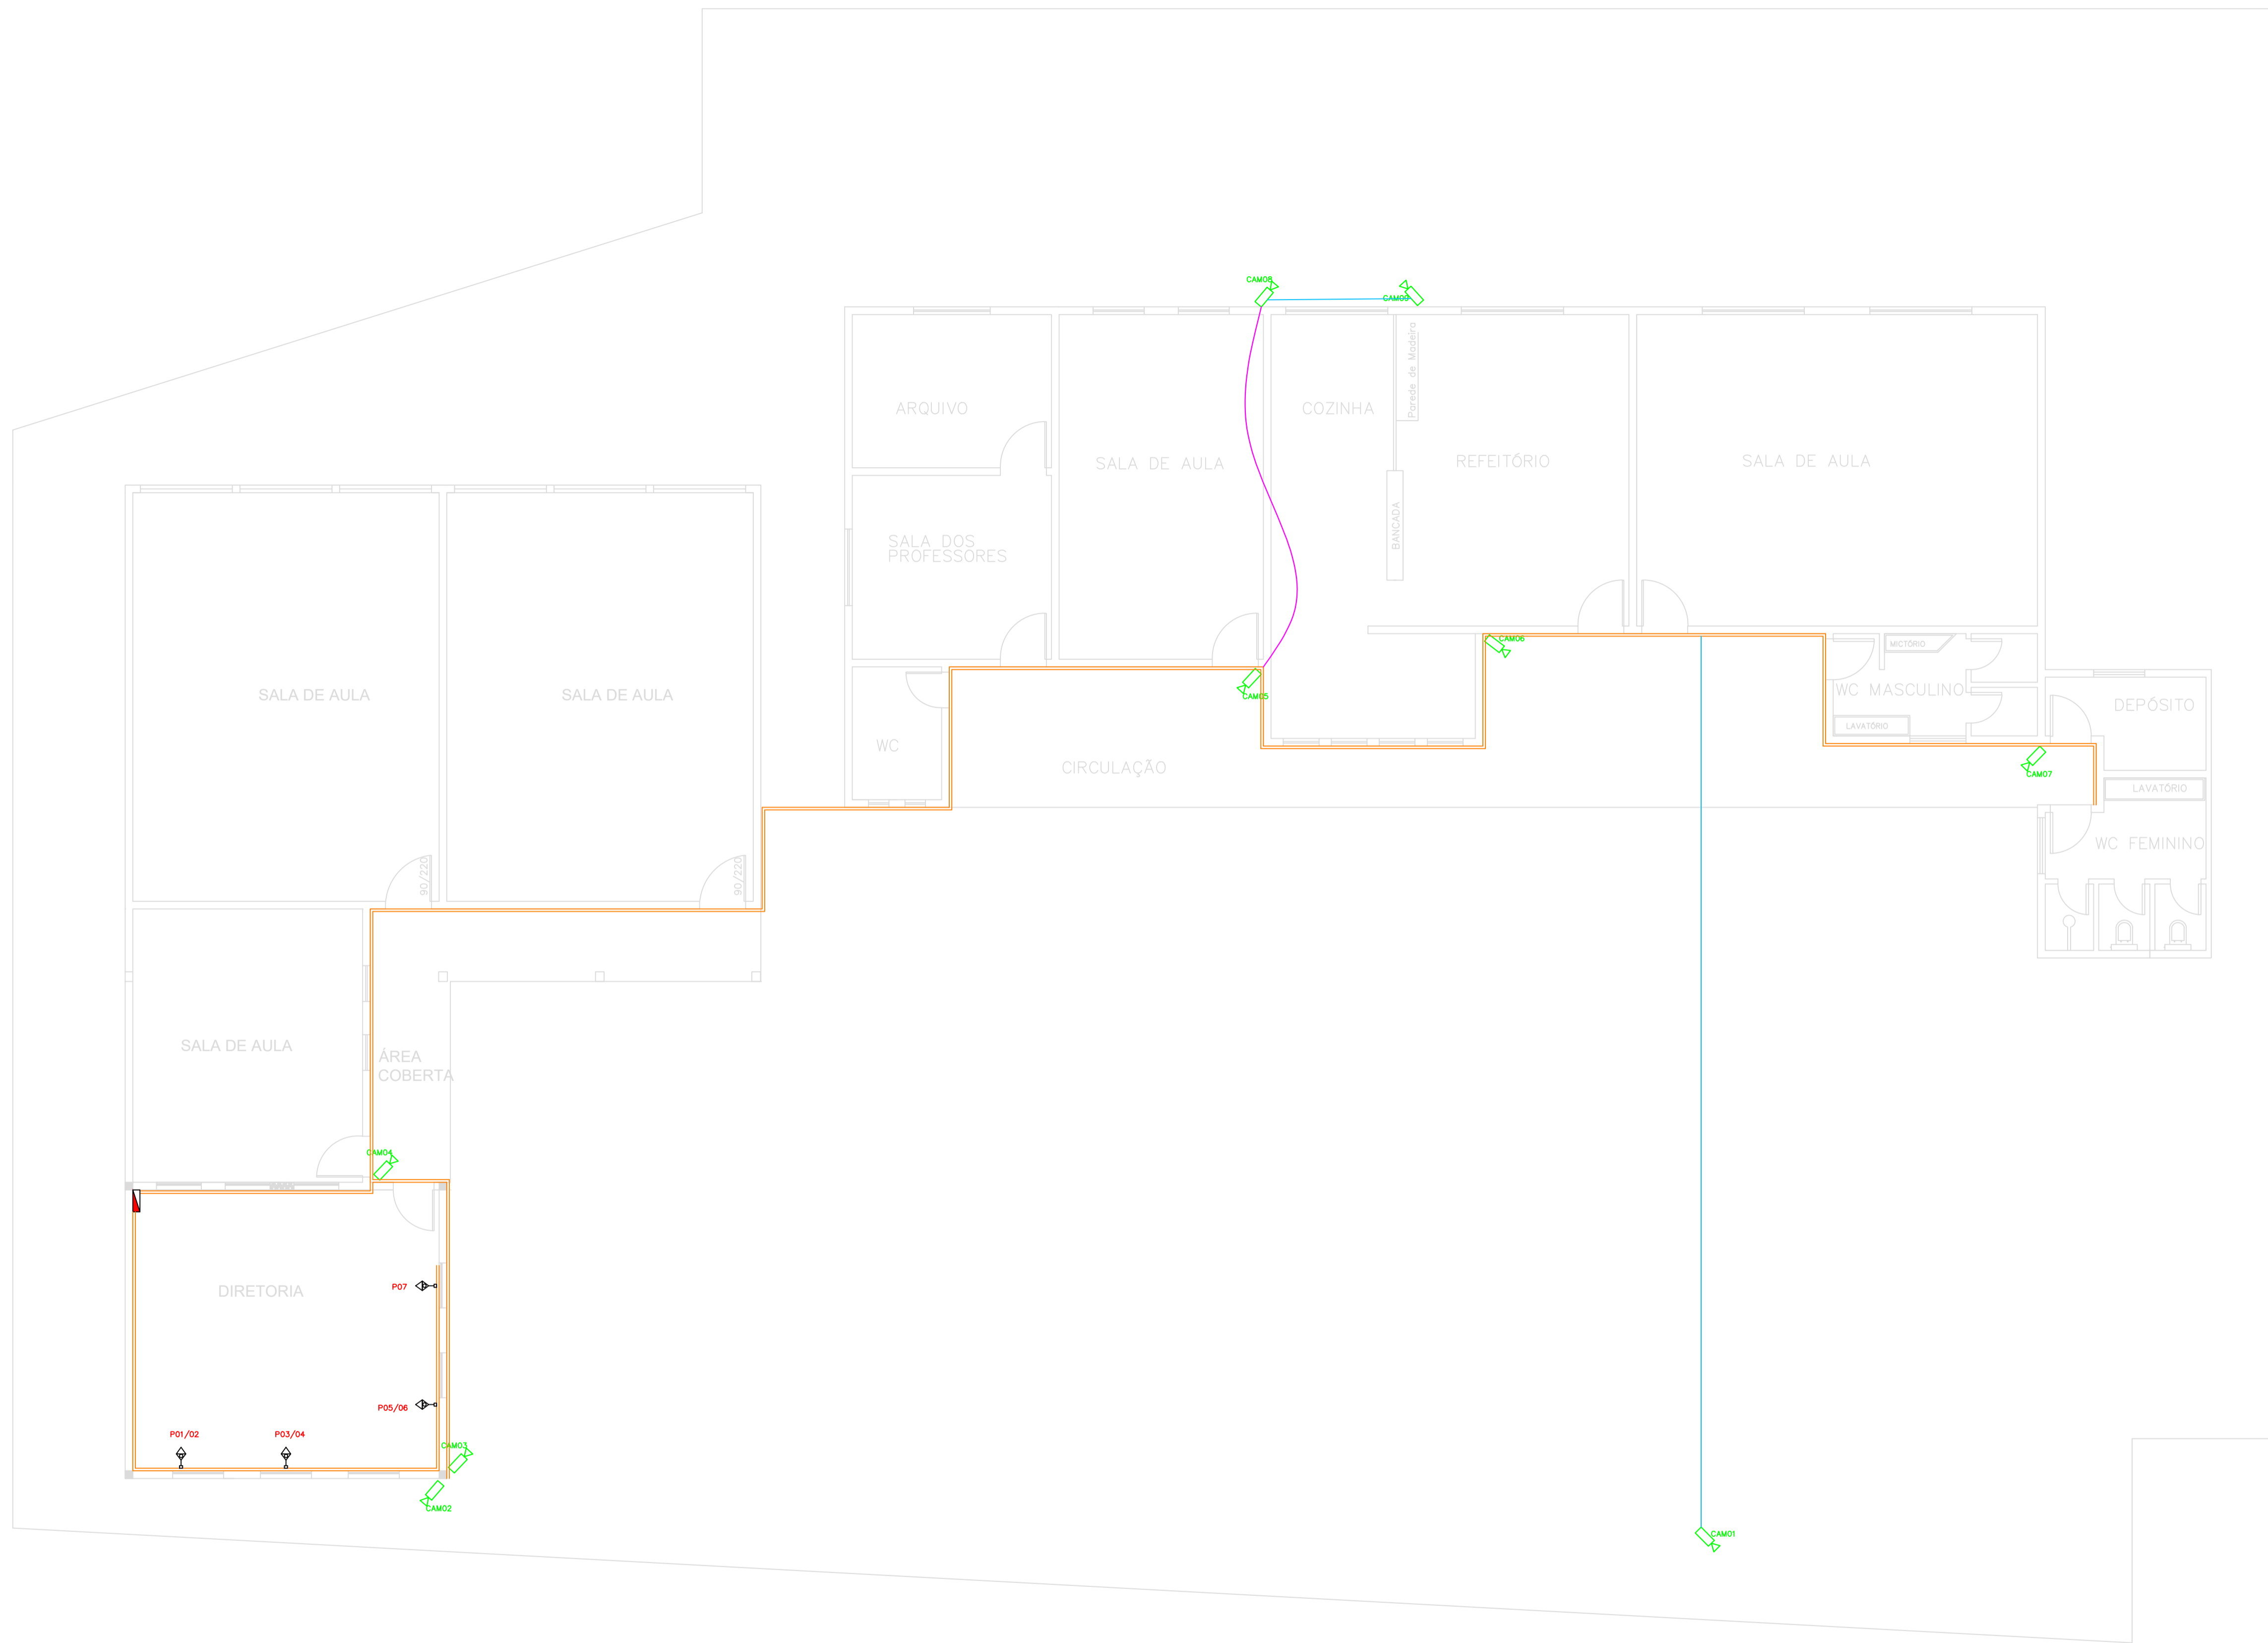 CAM08
CAM09
Parede de Madeira
ARQUIVO
COZINHA
SALA DE AULA
REFEITÓRIO
SALA DE AULA
BANCADA
SALA DOS
PROFESSORES
CAM06
MICTÓRIO
SALA DE AULA
SALA DE AULA
CAM05
WC MASCULINO
DEPÓSITO
LAVATÓRIO
WC
CIRCULAÇÃO
CAM07
LAVATÓRIO
WC FEMININO
90/220
90/220
SALA DE AULA
ÁREA
COBERTA
CAM04
DIRETORIA
P07
P05/06
P01/02
P03/04
CAM03
CAM02
CAM01